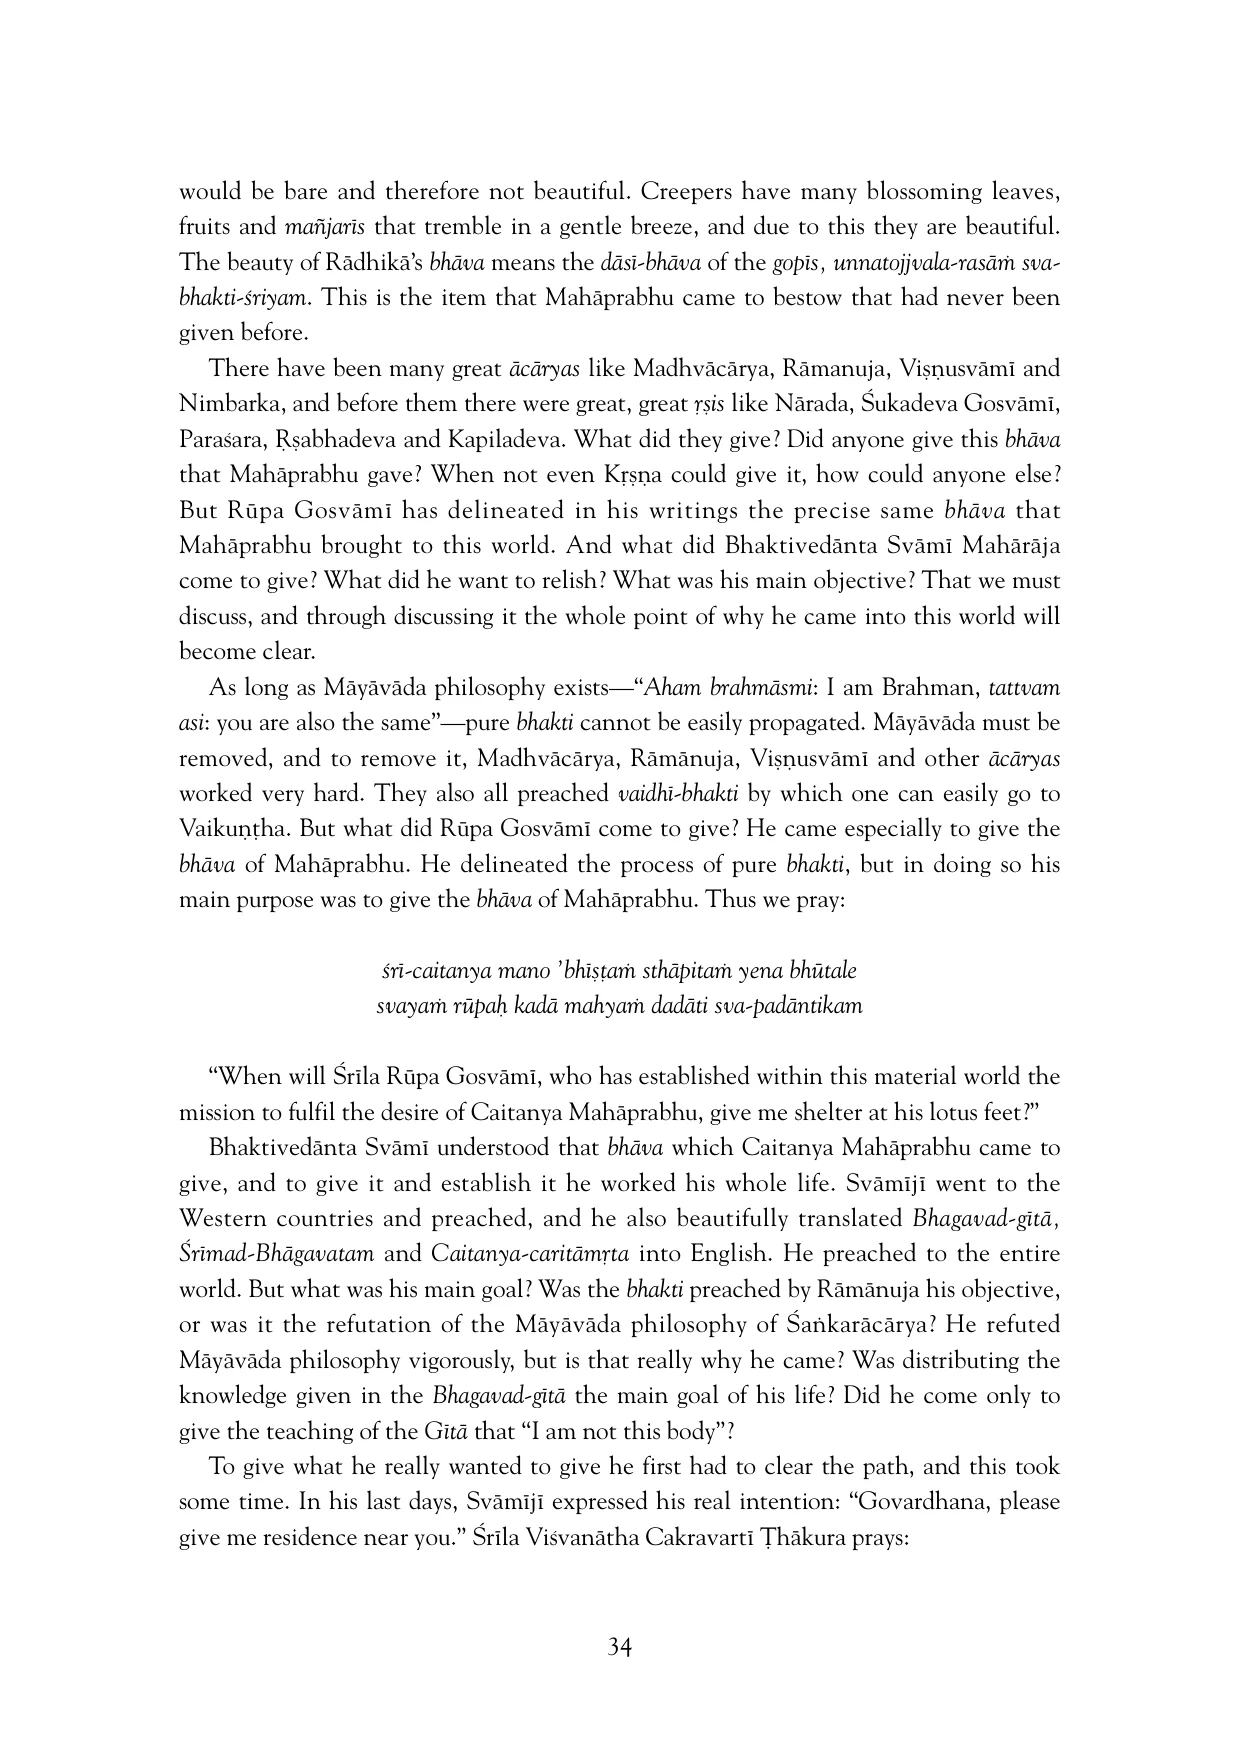 would be bare and therefore not beautiful. Creepers have many blossoming leaves,
fruits and mañjarīs that tremble in a gentle breeze, and due to this they are beautiful.
The beauty of Rādhikā’s bhāva means the dāsī-bhāva of the gopīs, unnatojjvala-rasāṁ sva-
bhakti-śriyam. This is the item that Mahāprabhu came to bestow that had never been
given before.
There have been many great ācāryas like Madhvācārya, Rāmanuja, Viṣṇusvāmī and
Nimbarka, and before them there were great, great ṛṣis like Nārada, Śukadeva Gosvāmī,
Paraśara, Ṛṣabhadeva and Kapiladeva. What did they give? Did anyone give this bhāva
that Mahāprabhu gave? When not even Kṛṣṇa could give it, how could anyone else?
But Rūpa Gosvāmī has delineated in his writings the precise same bhāva that
Mahāprabhu brought to this world. And what did Bhaktivedānta Svāmī Mahārāja
come to give? What did he want to relish? What was his main objective? That we must
discuss, and through discussing it the whole point of why he came into this world will
become clear.
As long as Māyāvāda philosophy exists—“Aham brahmāsmi: I am Brahman, tattvam
asi: you are also the same”—pure bhakti cannot be easily propagated. Māyāvāda must be
removed, and to remove it, Madhvācārya, Rāmānuja, Viṣṇusvāmī and other ācāryas
worked very hard. They also all preached vaidhī-bhakti by which one can easily go to
Vaikuṇṭha. But what did Rūpa Gosvāmī come to give? He came especially to give the
bhāva of Mahāprabhu. He delineated the process of pure bhakti, but in doing so his
main purpose was to give the bhāva of Mahāprabhu. Thus we pray:
śrī-caitanya mano ’bhīṣṭaṁ sthāpitaṁ yena bhūtale
svayaṁ rūpaḥ kadā mahyaṁ dadāti sva-padāntikam
“When will Śrīla Rūpa Gosvāmī, who has established within this material world the
mission to fulfil the desire of Caitanya Mahāprabhu, give me shelter at his lotus feet?”
Bhaktivedānta Svāmī understood that bhāva which Caitanya Mahāprabhu came to
give, and to give it and establish it he worked his whole life. Svāmījī went to the
Western countries and preached, and he also beautifully translated Bhagavad-gītā,
Śrīmad-Bhāgavatam and Caitanya-caritāmṛta into English. He preached to the entire
world. But what was his main goal? Was the bhakti preached by Rāmānuja his objective,
or was it the refutation of the Māyāvāda philosophy of Śaṅkarācārya? He refuted
Māyāvāda philosophy vigorously, but is that really why he came? Was distributing the
knowledge given in the Bhagavad-gītā the main goal of his life? Did he come only to
give the teaching of the Gītā that “I am not this body”?
To give what he really wanted to give he first had to clear the path, and this took
some time. In his last days, Svāmījī expressed his real intention: “Govardhana, please
give me residence near you.” Śrīla Viśvanātha Cakravartī Ṭhākura prays:
34